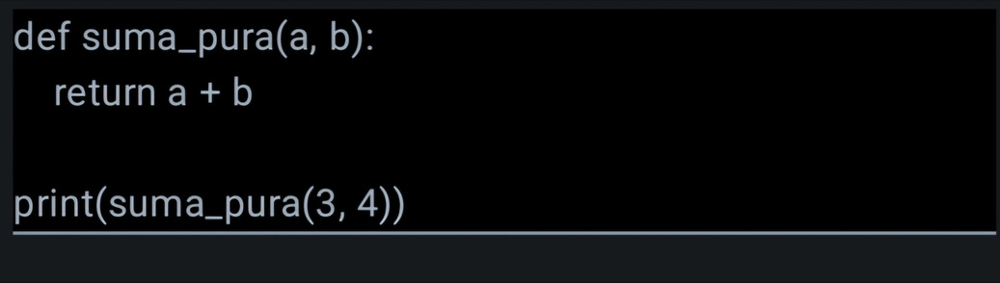 def suma_pura(a, b):
    return a + b
print(suma_pura(3, 4))